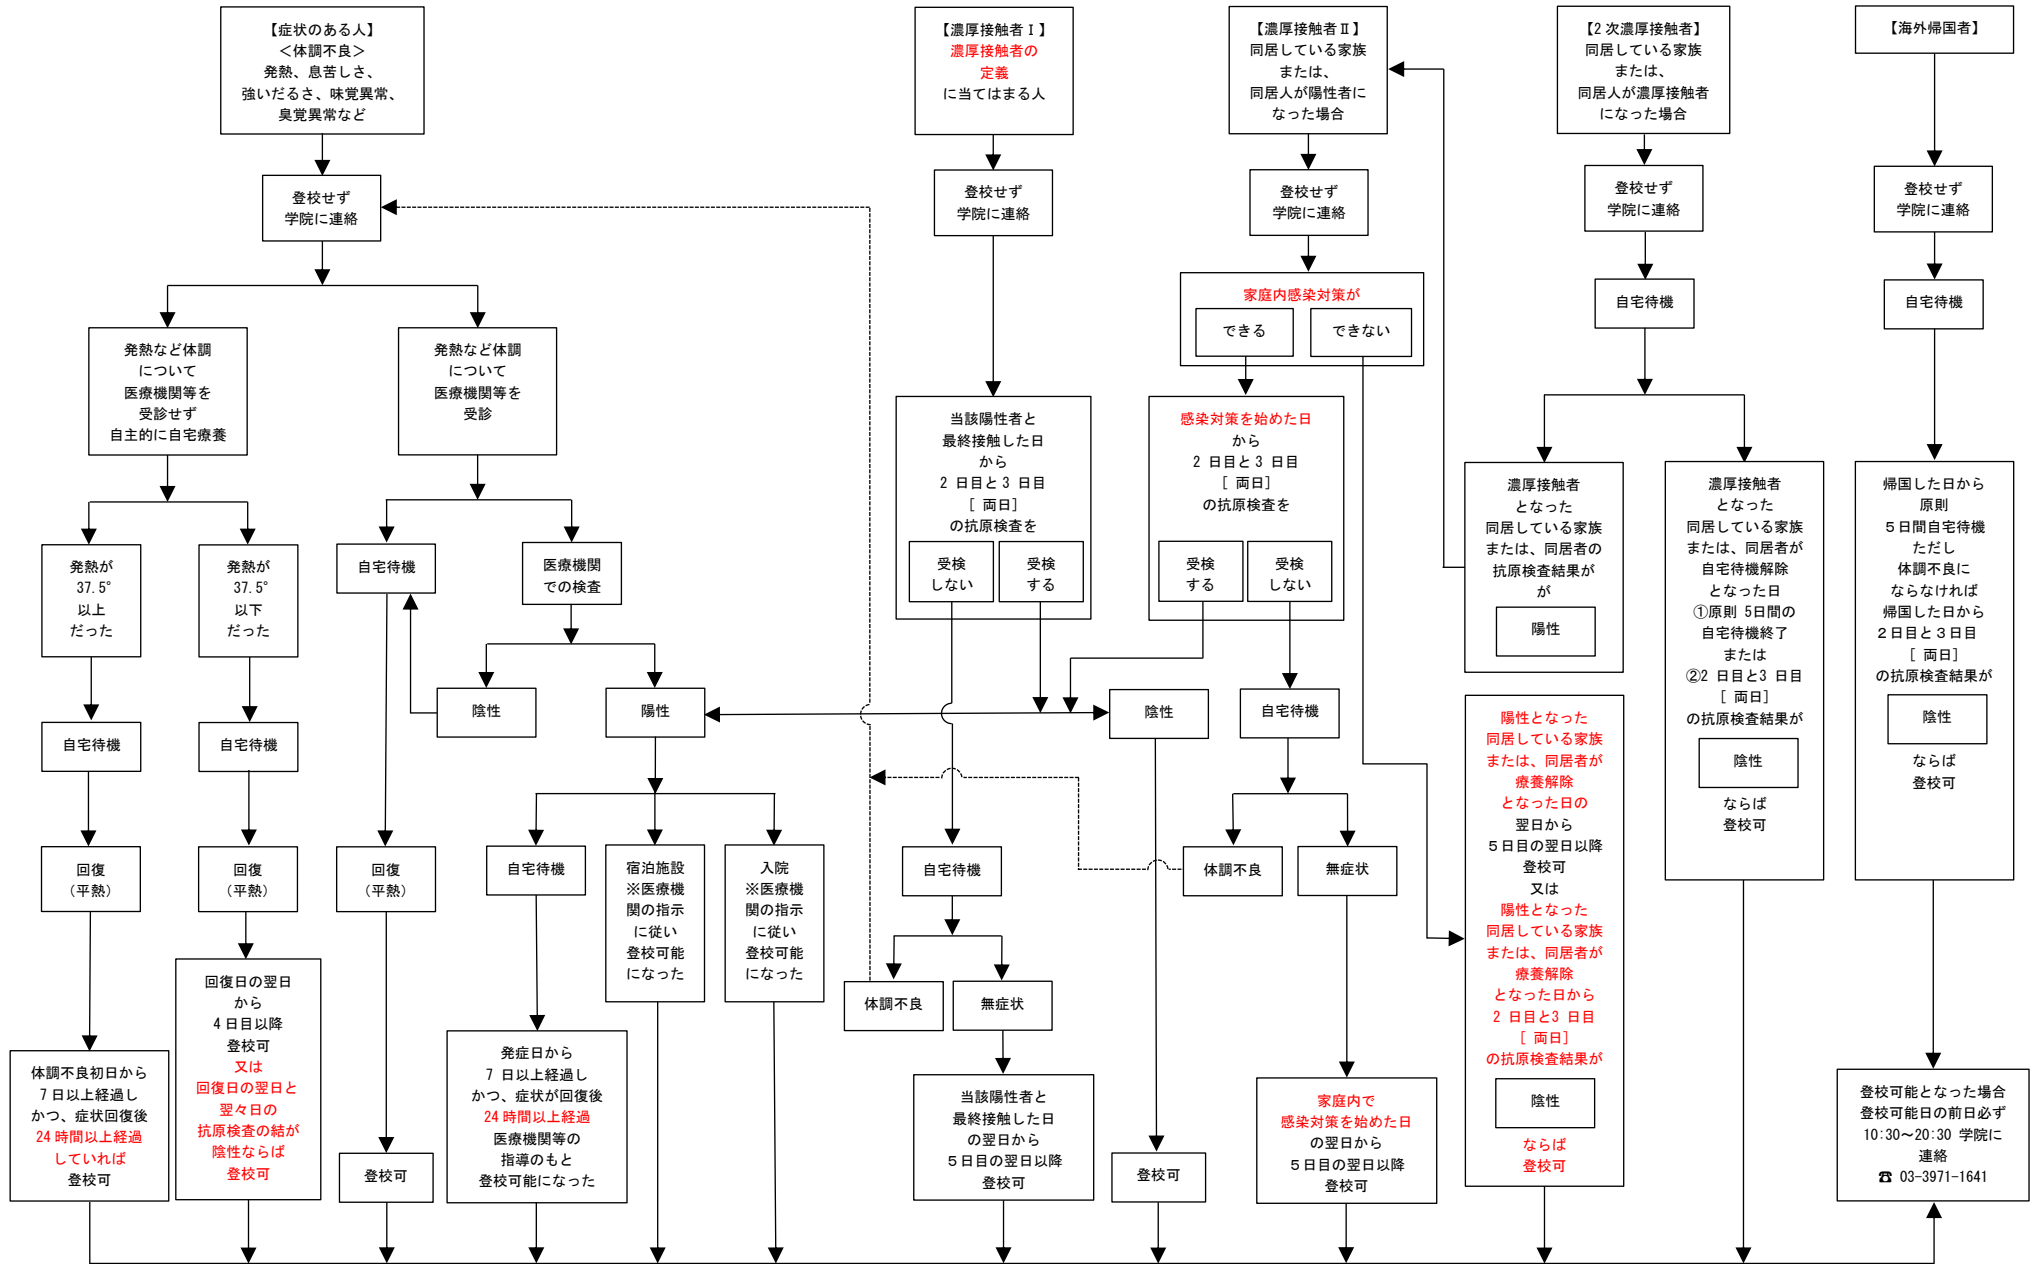 【症状のある人】
＜体調不良＞
発熱、息苦しさ、
強いだるさ、味覚異常、
臭覚異常など
登校せず
学院に連絡
発熱など体調
について
医療機関等を
受診せず
自主的に自宅療養
発熱が
37.5°
以上
だった
自宅待機
回復
（平熱）
体調不良初日から
7日以上経過し
かつ、症状回復後
24時間以上経過
していれば
登校可
発熱が
37.5°
以下
だった
自宅待機
回復
（平熱）
回復日の翌日
から
4日目以降
登校可
又は
回復日の翌日と
翌々日の
抗原検査の結が
陰性ならば
登校可
発熱など体調
について
医療機関等を
受診
自宅待機
回復
（平熱）
登校可
医療機関
での検査
陰性
陽性
自宅待機
発症日から
7 日以上経過し
かつ、症状が回復後
24時間以上経過
医療機関等の
指導のもと
登校可能になった
宿泊施設
※医療機
関の指示
に従い
登校可能
になった
入院
※医療機
関の指示
に従い
登校可能
になった
【濃厚接触者Ⅰ】
濃厚接触者の
定義
に当てはまる人
登校せず
学院に連絡
当該陽性者と
最終接触した日
から
2 日目と3 日目
[ 両日]
の抗原検査を
受検
しない
受検
する
自宅待機
体調不良
無症状
当該陽性者と
最終接触した日
の翌日から
５日目の翌日以降
登校可
【濃厚接触者Ⅱ】
同居している家族
または、
同居人が陽性者に
なった場合
登校せず
学院に連絡
家庭内感染対策が
できる
できない
感染対策を始めた日
から
2 日目と3 日目
[ 両日]
の抗原検査を
受検
する
受検
しない
陰性
登校可
自宅待機
体調不良
無症状
家庭内で
感染対策を始めた日
の翌日から
５日目の翌日以降
登校可
【2次濃厚接触者】
同居している家族
または、
同居人が濃厚接触者
になった場合
登校せず
学院に連絡
自宅待機
濃厚接触者
となった
同居している家族
または、同居者の
抗原検査結果が
が
陽性
陽性となった
同居している家族
または、同居者が
療養解除
となった日の
翌日から
５日目の翌日以降
登校可
又は
陽性となった
同居している家族
または、同居者が
療養解除
となった日から
2 日目と3 日目
[ 両日]
の抗原検査結果が
陰性
ならば
登校可
濃厚接触者
となった
同居している家族
または、同居者が
自宅待機解除
となった日
①原則 5日間の
自宅待機終了
または
②2 日目と3 日目
[ 両日]
の抗原検査結果が
陰性
ならば
登校可
【海外帰国者】
登校せず
学院に連絡
自宅待機
帰国した日から
原則
５日間自宅待機
ただし
体調不良に
ならなければ
帰国した日から
２日目と３日目
[ 両日]
の抗原検査結果が
陰性
ならば
登校可
登校可能となった場合
登校可能日の前日必ず
10:30～20:30 学院に
連絡
☎ 03-3971-1641